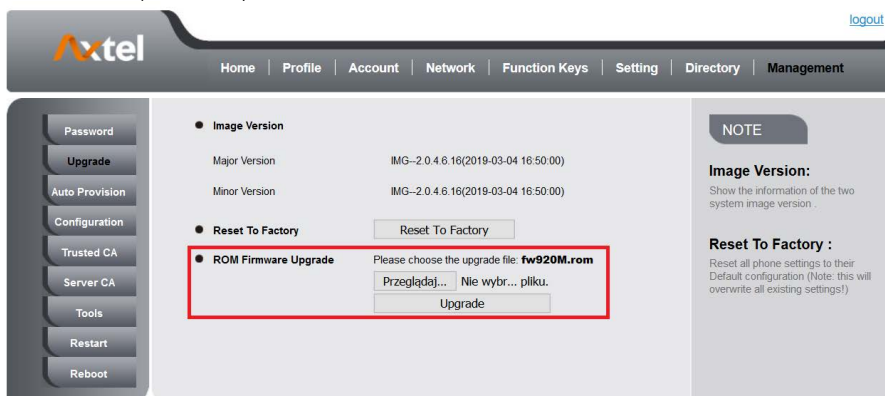 logout
Axtel
Home | Profile | Account | Network | Function Keys | Setting | Directory | Management
Password
Upgrade
Auto Provision
Configuration
Trusted CA
Server CA
Tools
Restart
Reboot
Image Version
Major Version IMG--2.0.4.6.16(2019-03-04 16:50:00)
Minor Version IMG--2.0.4.6.16(2019-03-04 16:50:00)
Reset To Factory Reset To Factory
ROM Firmware Upgrade Please choose the upgrade file: fw920M.rom
Przeglądaj... Nie wybr... pliku.
Upgrade
NOTE
Image Version:
Show the information of the two
system image version .
Reset To Factory :
Reset all phone settings to their
Default configuration (Note: this will
overwrite all existing settings!)